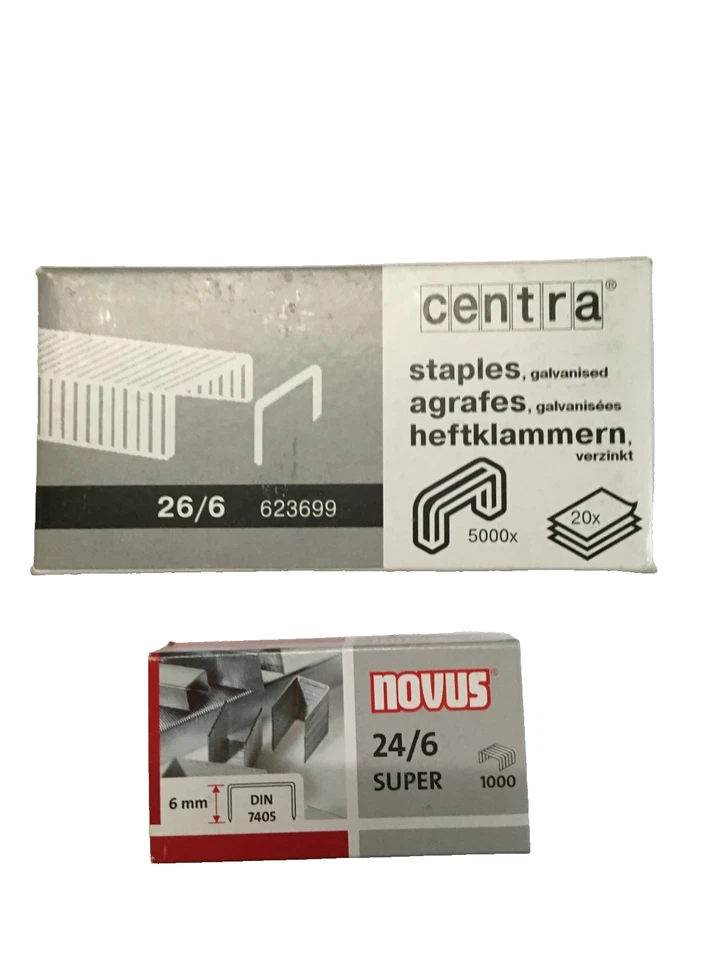 centra®
staples, galvanised
agrafes, galvanisées
heftklammern,
verzinkt
26/6 623699
5000x
20x
novus®
24/6
SUPER
1000
6 mm
DIN
7405